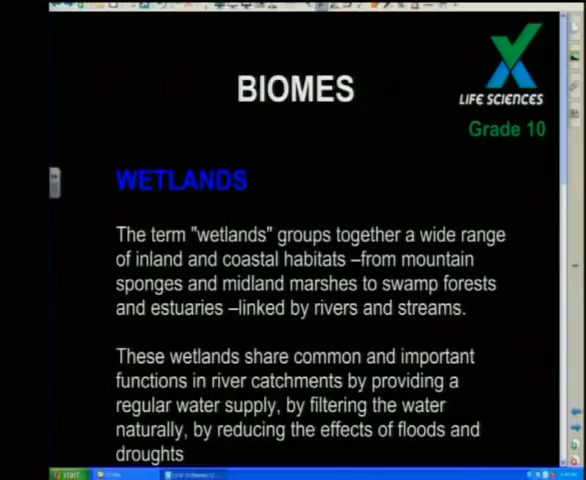 BIOMES
LIFE SCIENCES
Grade 10
WETLANDS
The term "wetlands" groups together a wide range
of inland and coastal habitats –from mountain
sponges and midland marshes to swamp forests
and estuaries –linked by rivers and streams.
These wetlands share common and important
functions in river catchments by providing a
regular water supply, by filtering the water
naturally, by reducing the effects of floods and
droughts